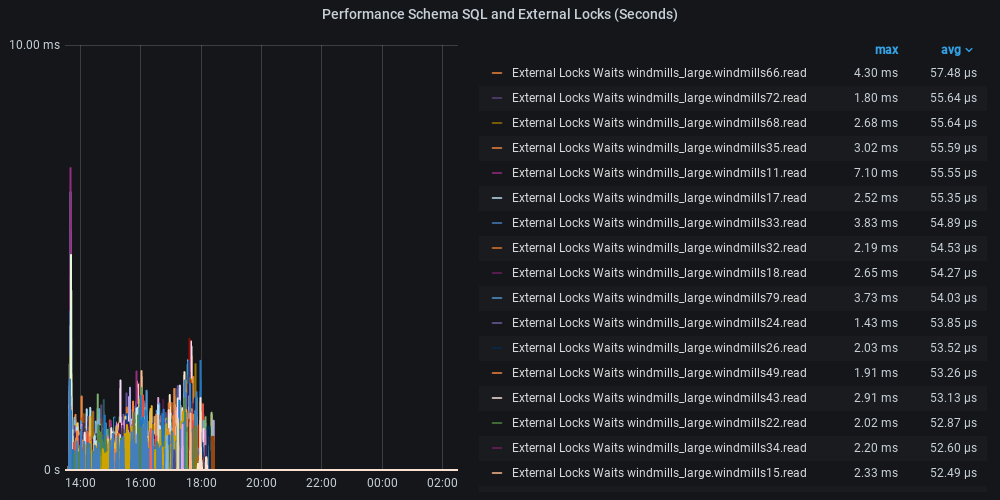 Performance Schema SQL and External Locks (Seconds)
10.00 ms
0 s
14:00 16:00 18:00 20:00 22:00 00:00 02:00
max avg
External Locks Waits windmills_large.windmills66.read 4.30 ms 57.48 µs
External Locks Waits windmills_large.windmills72.read 1.80 ms 55.64 µs
External Locks Waits windmills_large.windmills68.read 2.68 ms 55.64 µs
External Locks Waits windmills_large.windmills35.read 3.02 ms 55.59 µs
External Locks Waits windmills_large.windmills11.read 7.10 ms 55.55 µs
External Locks Waits windmills_large.windmills17.read 2.52 ms 55.35 µs
External Locks Waits windmills_large.windmills33.read 3.83 ms 54.89 µs
External Locks Waits windmills_large.windmills32.read 2.19 ms 54.53 µs
External Locks Waits windmills_large.windmills18.read 2.65 ms 54.27 µs
External Locks Waits windmills_large.windmills79.read 3.73 ms 54.03 µs
External Locks Waits windmills_large.windmills24.read 1.43 ms 53.85 µs
External Locks Waits windmills_large.windmills26.read 2.03 ms 53.52 µs
External Locks Waits windmills_large.windmills49.read 1.91 ms 53.26 µs
External Locks Waits windmills_large.windmills43.read 2.91 ms 53.13 µs
External Locks Waits windmills_large.windmills22.read 2.02 ms 52.87 µs
External Locks Waits windmills_large.windmills34.read 2.20 ms 52.60 µs
External Locks Waits windmills_large.windmills15.read 2.33 ms 52.49 µs